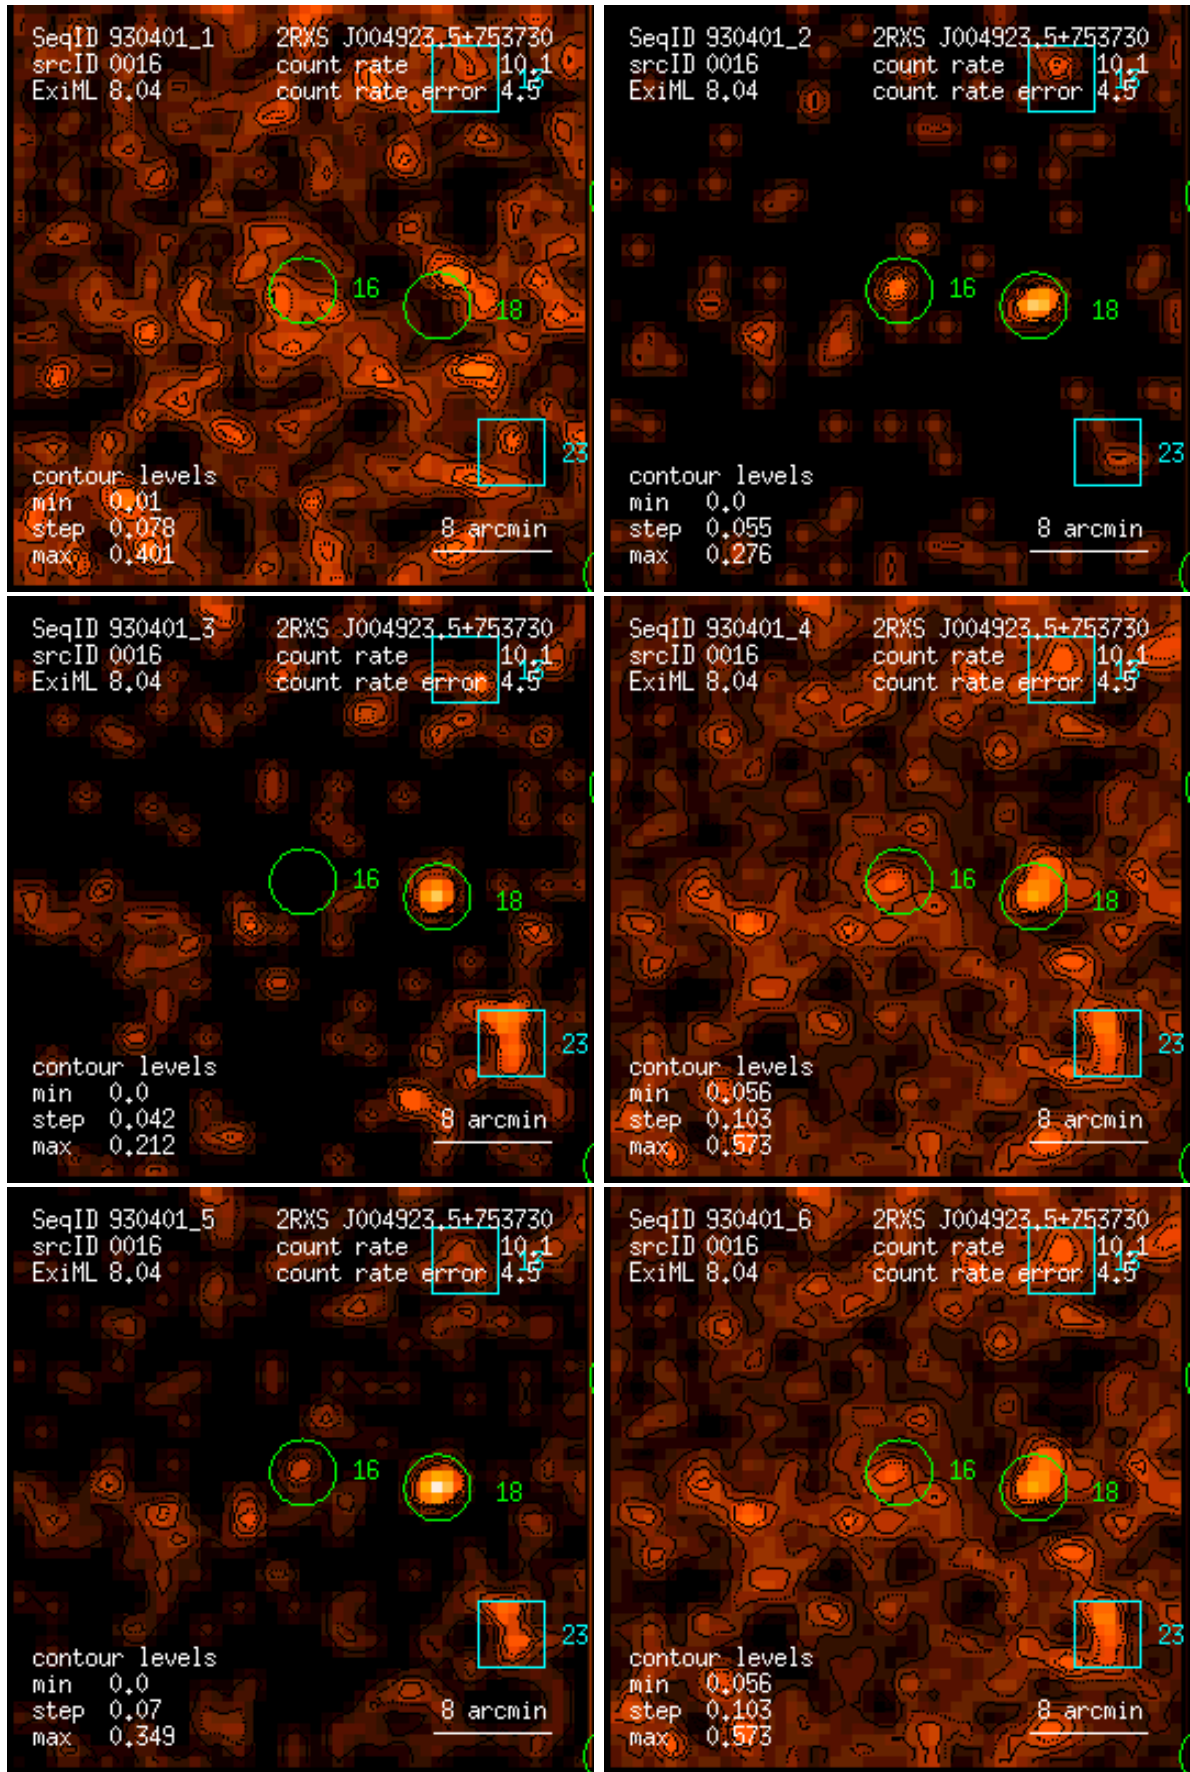 SeqID 930401_1 2RXS J004923.5+753730
srcID 0016 count rate 10.1
13
ExiML 8.04 count rate error 4.5
16
18
23
contour levels
min 0.01
step 0.078
max 0.401
8 arcmin
SeqID 930401_2 2RXS J004923.5+753730
srcID 0016 count rate 10.1
13
ExiML 8.04 count rate error 4.5
16
18
23
contour levels
min 0.0
step 0.055
max 0.276
8 arcmin
SeqID 930401_3 2RXS J004923.5+753730
srcID 0016 count rate 10.1
13
ExiML 8.04 count rate error 4.5
16
18
23
contour levels
min 0.0
step 0.042
max 0.212
8 arcmin
SeqID 930401_4 2RXS J004923.5+753730
srcID 0016 count rate 10.1
13
ExiML 8.04 count rate error 4.5
16
18
23
contour levels
min 0.056
step 0.103
max 0.573
8 arcmin
SeqID 930401_5 2RXS J004923.5+753730
srcID 0016 count rate 10.1
13
ExiML 8.04 count rate error 4.5
16
18
23
contour levels
min 0.0
step 0.07
max 0.349
8 arcmin
SeqID 930401_6 2RXS J004923.5+753730
srcID 0016 count rate 10.1
13
ExiML 8.04 count rate error 4.5
16
18
23
contour levels
min 0.056
step 0.103
max 0.573
8 arcmin